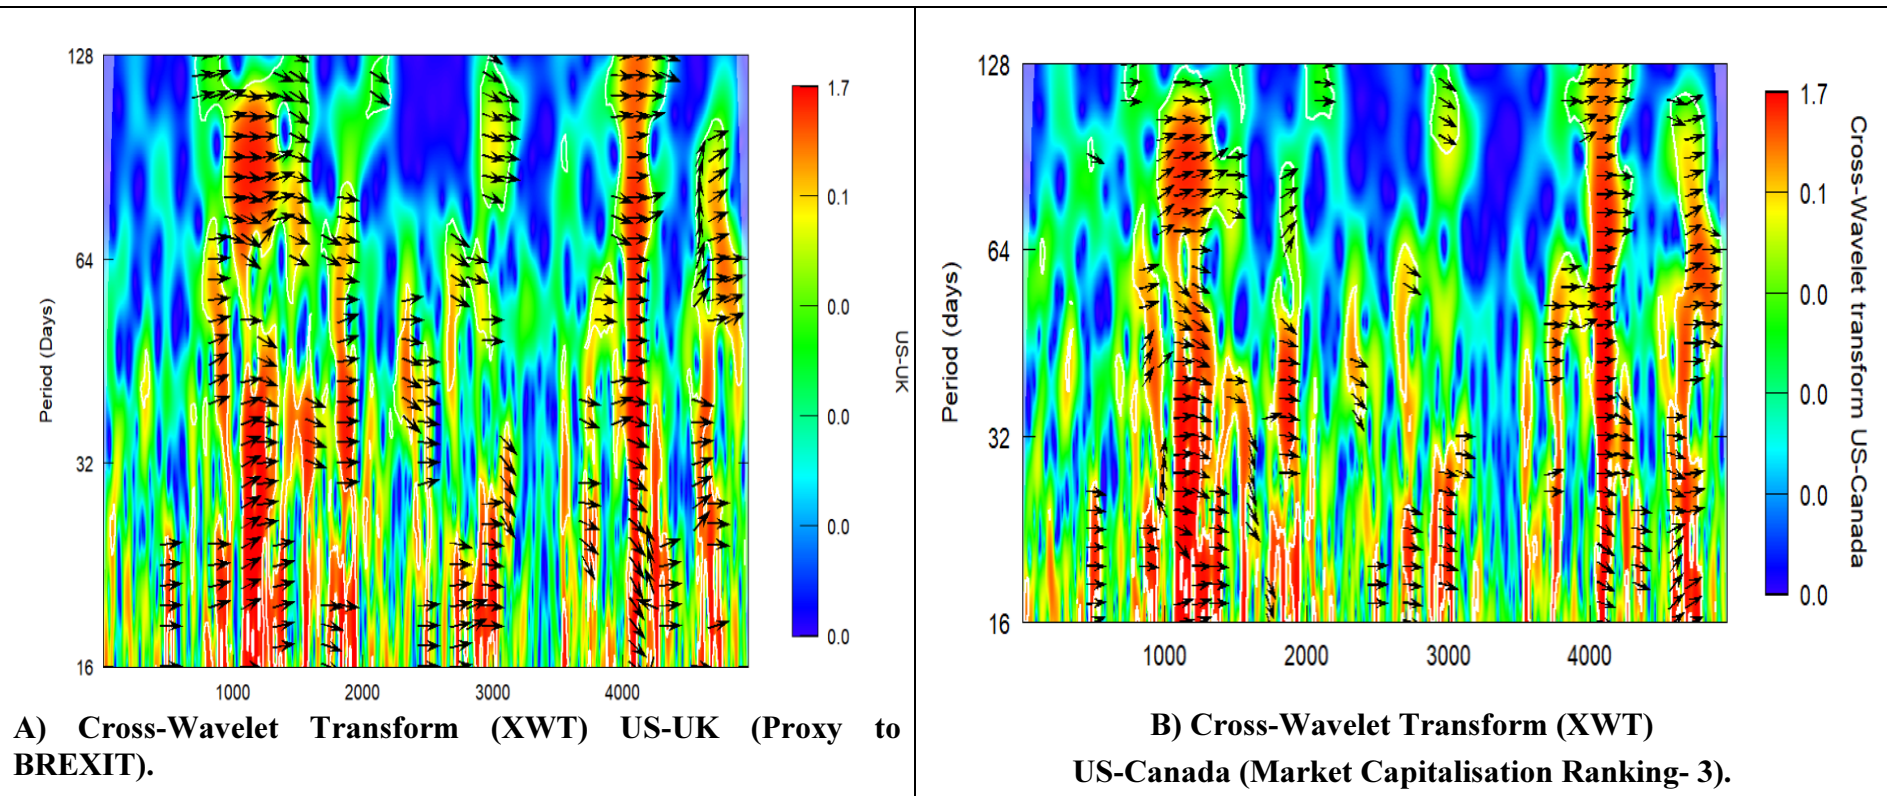 128
64
32
16
Period (Days)
1000 2000 3000 4000
1.7
0.1
0.0
0.0
0.0
0.0
US-UK
A) Cross-Wavelet Transform (XWT) US-UK (Proxy to
BREXIT).
128
64
32
16
Period (days)
1000 2000 3000 4000
1.7
0.1
0.0
0.0
0.0
0.0
Cross-Wavelet transform US-Canada
B) Cross-Wavelet Transform (XWT)
US-Canada (Market Capitalisation Ranking- 3).